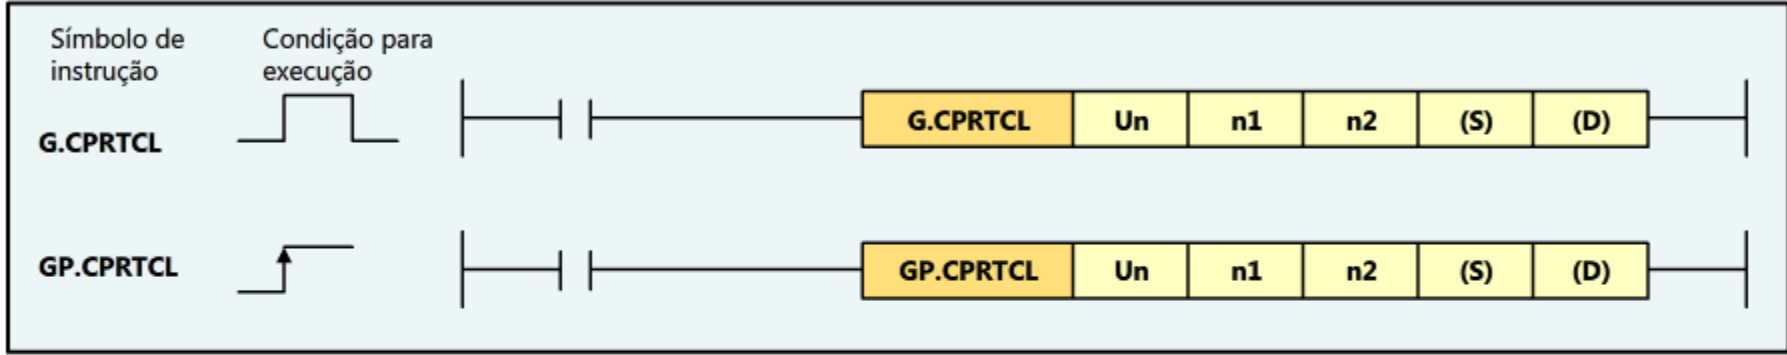 Símbolo de
instrução
Condição para
execução
G.CPRTCL
G.CPRTCL Un n1 n2 (S) (D)
GP.CPRTCL
GP.CPRTCL Un n1 n2 (S) (D)